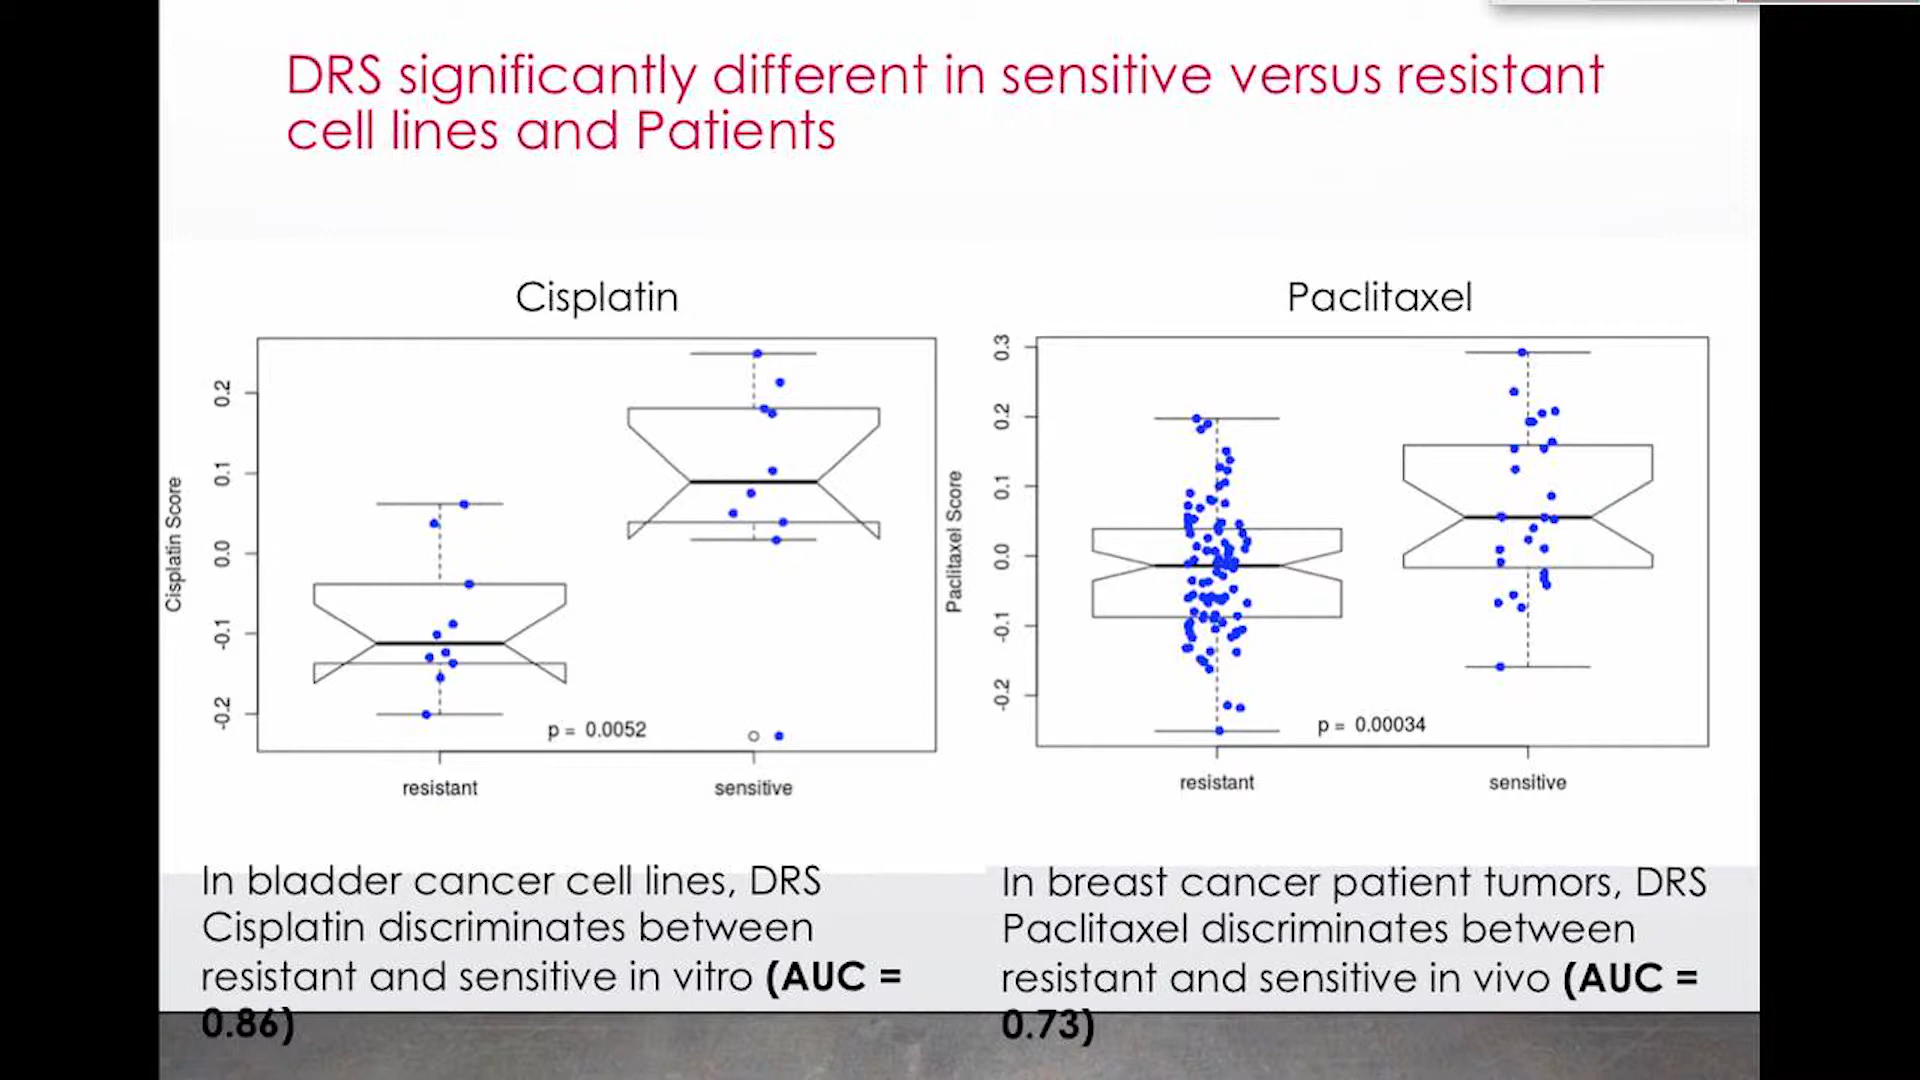 DRS significantly different in sensitive versus resistant
cell lines and Patients
Cisplatin
Cisplatin Score
0.2
0.1
0.0
-0.1
-0.2
p = 0.0052
resistant
sensitive
Paclitaxel
Paclitaxel Score
0.3
0.2
0.1
0.0
-0.1
-0.2
p = 0.00034
resistant
sensitive
In bladder cancer cell lines, DRS
Cisplatin discriminates between
resistant and sensitive in vitro (AUC =
0.86)
In breast cancer patient tumors, DRS
Paclitaxel discriminates between
resistant and sensitive in vivo (AUC =
0.73)